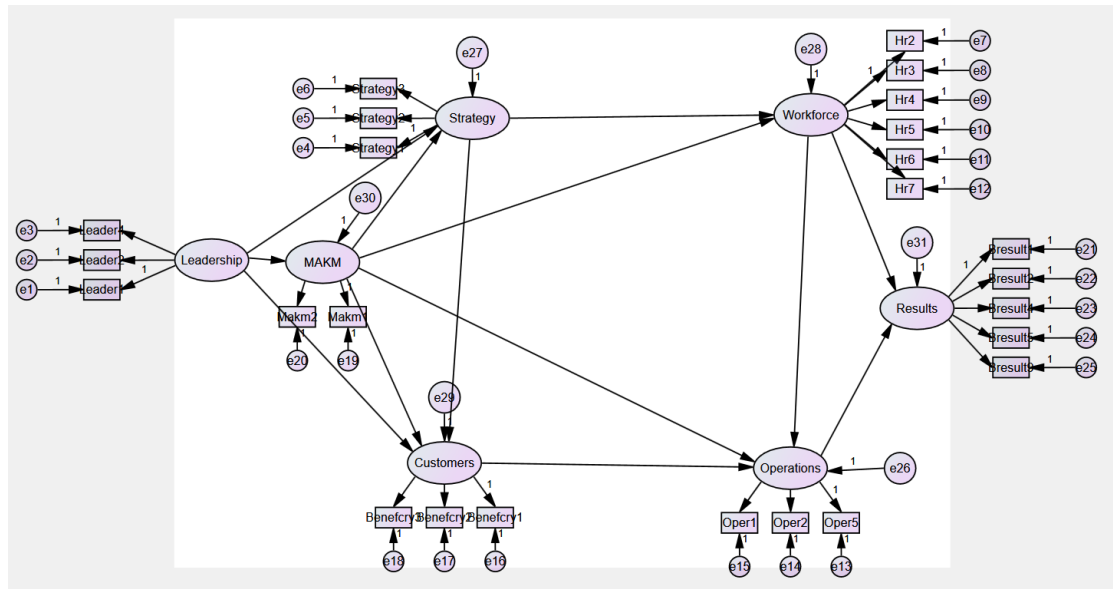 e27
e28
Hr2
1
e7
Hr3
1
e8
Hr4
1
e9
Hr5
1
e10
Hr6
1
e11
Hr7
1
e12
1
1
1
e6
1
Strategy3
e5
1
Strategy2
e4
1
Strategy1
1
Strategy
Workforce
e30
1
e3
1
Leader4
e2
1
Leader2
e1
1
Leader1
1
Leadership
MAKM
1
Makm2
Makm1
1
1
e20
e19
e31
1
1
Results
Bresult1
1
e21
Bresult2
1
e22
Bresult4
1
e23
Bresult5
1
e24
1
e25
e29
1
Customers
1
Benefcry3
Benefcry2
Benefcry1
1
1
1
e18
e17
e16
Operations
1
e26
1
Oper1
Oper2
Oper5
1
1
1
e15
e14
e13